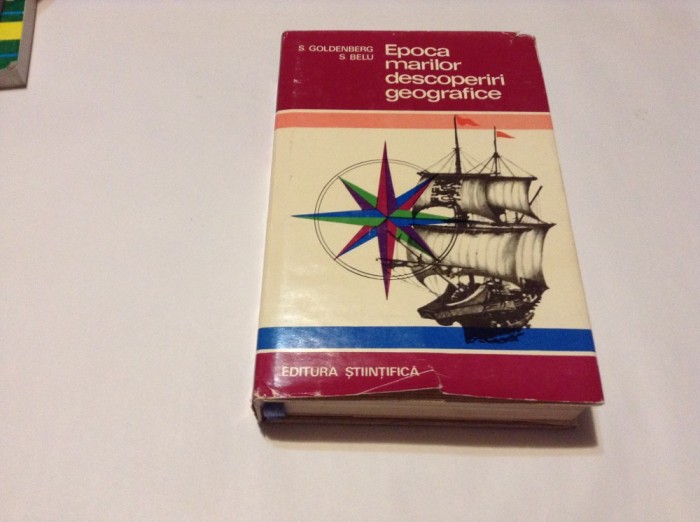 S. GOLDENBERG
S. BELU
Epoca
marilor
descoperiri
geografice
EDITURA ȘTIINȚIFICĂ